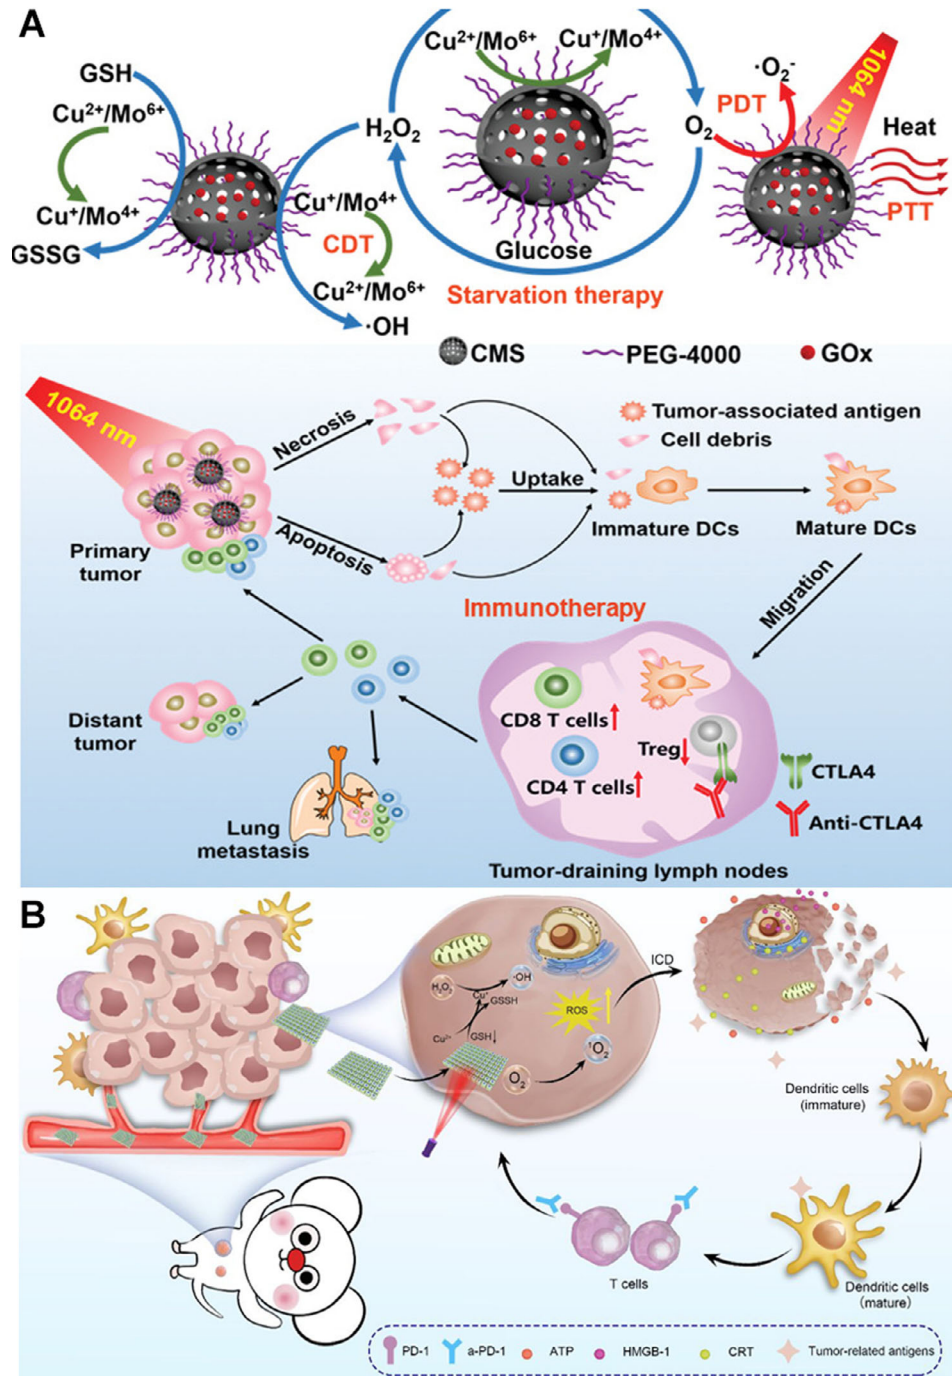 A
GSH
Cu²⁺/Mo⁶⁺
Cu⁺/Mo⁴⁺
GSSG
H₂O₂
Cu⁺/Mo⁴⁺
CDT
Cu²⁺/Mo⁶⁺
·OH
Cu²⁺/Mo⁶⁺
Cu⁺/Mo⁴⁺
Glucose
Starvation therapy
O₂
PDT
·O₂⁻
1064 nm
Heat
PTT
CMS
PEG-4000
GOx
1064 nm
Primary
tumor
Necrosis
Apoptosis
Uptake
Tumor-associated antigen
Cell debris
Immature DCs
Mature DCs
Migration
Immunotherapy
CD8 T cells
CD4 T cells
Treg
CTLA4
Anti-CTLA4
Tumor-draining lymph nodes
Distant
tumor
Lung
metastasis
B
H₂O₂
·OH
Cu⁺
GSSH
Cu²⁺
GSH
O₂
¹O₂
ROS
ICD
Dendritic cells
(immature)
Dendritic cells
(mature)
T cells
PD-1
a-PD-1
ATP
HMGB-1
CRT
Tumor-related antigens